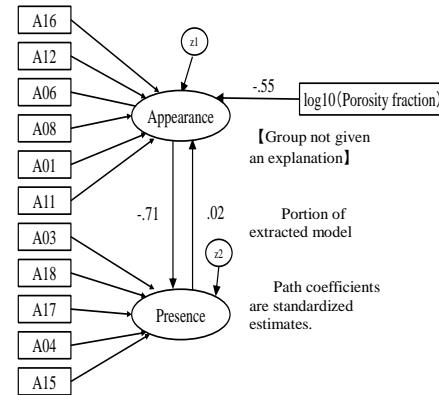 A16
z1
A12
-.55
A06
log10(Porosity fraction)
Appearance
A08
【Group not given
an explanation】
A01
A11
-.71
.02
Portion of
extracted model
A03
z2
A18
Path coefficients
are standardized
estimates.
A17
Presence
A04
A15